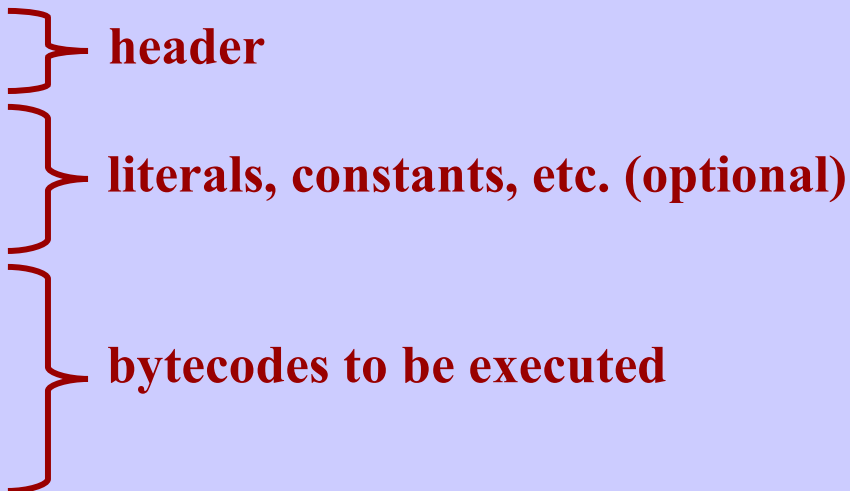 header
literals, constants, etc. (optional)
bytecodes to be executed